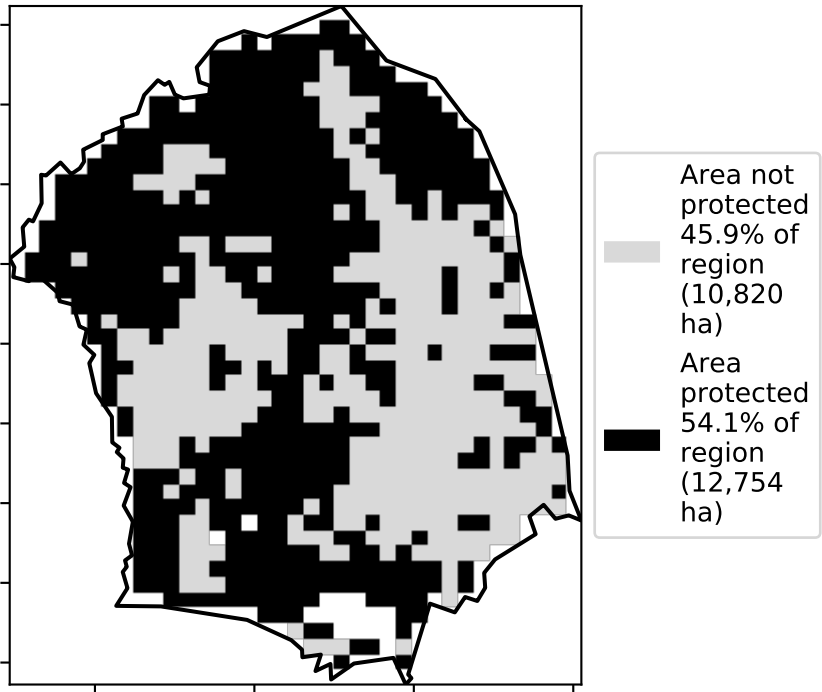 Area not
protected
45.9% of
region
(10,820
ha)
Area
protected
54.1% of
region
(12,754
ha)